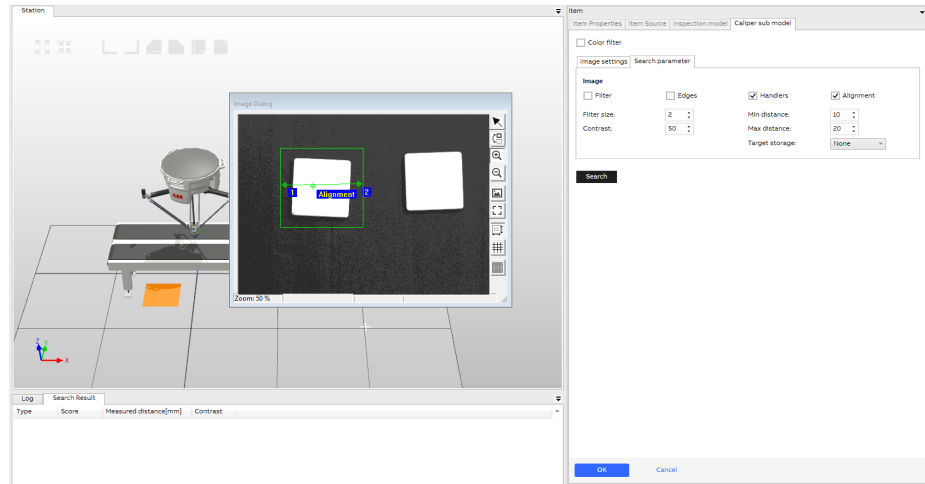 Station
Item
Item Properties
Item Source
Inspection model
Caliper sub model
Color filter
Image settings
Search parameter
Image
Filter
Edges
Handlers
Alignment
Filter size:
2
Min distance:
10
Contrast:
50
Max distance:
20
Target storage:
None
Search
Image Dialog
1
Alignment
2
Zoom: 50 %
ABB
Z
Y
X
Log
Search Result
Type
Score
Measured distance[mm]
Contrast
OK
Cancel